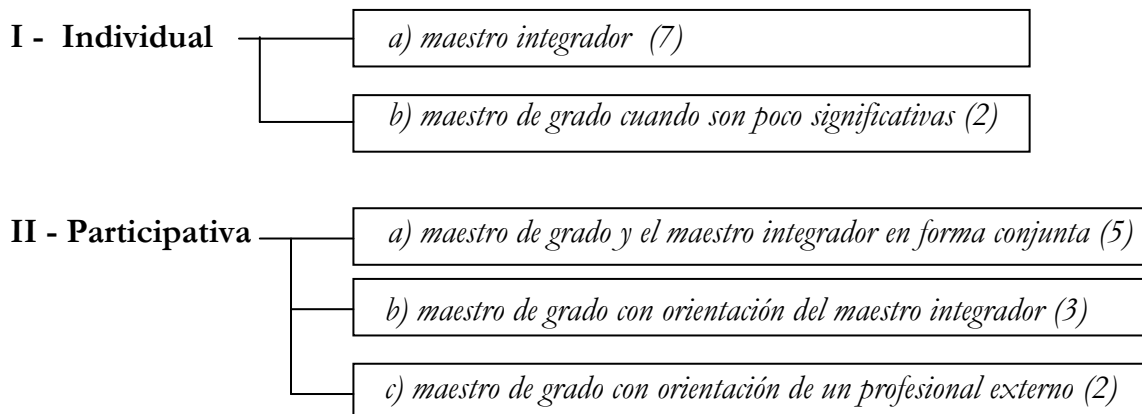 I - Individual
a) maestro integrador (7)
b) maestro de grado cuando son poco significativas (2)
II - Participativa
a) maestro de grado y el maestro integrador en forma conjunta (5)
b) maestro de grado con orientación del maestro integrador (3)
c) maestro de grado con orientación de un profesional externo (2)